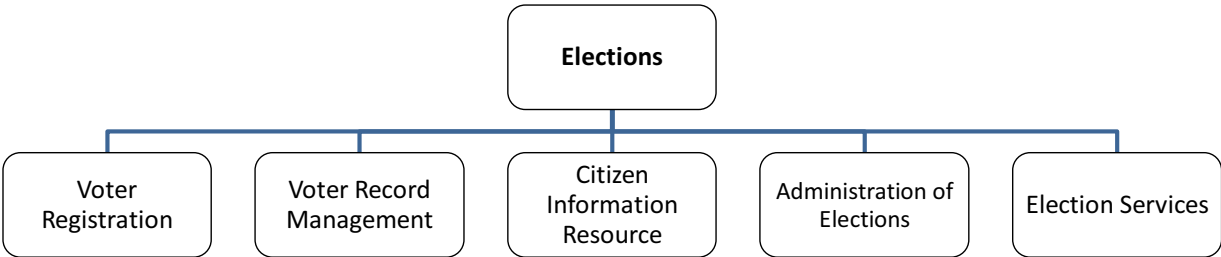 Elections
Voter
Registration
Voter Record
Management
Citizen
Information
Resource
Administration of
Elections
Election Services